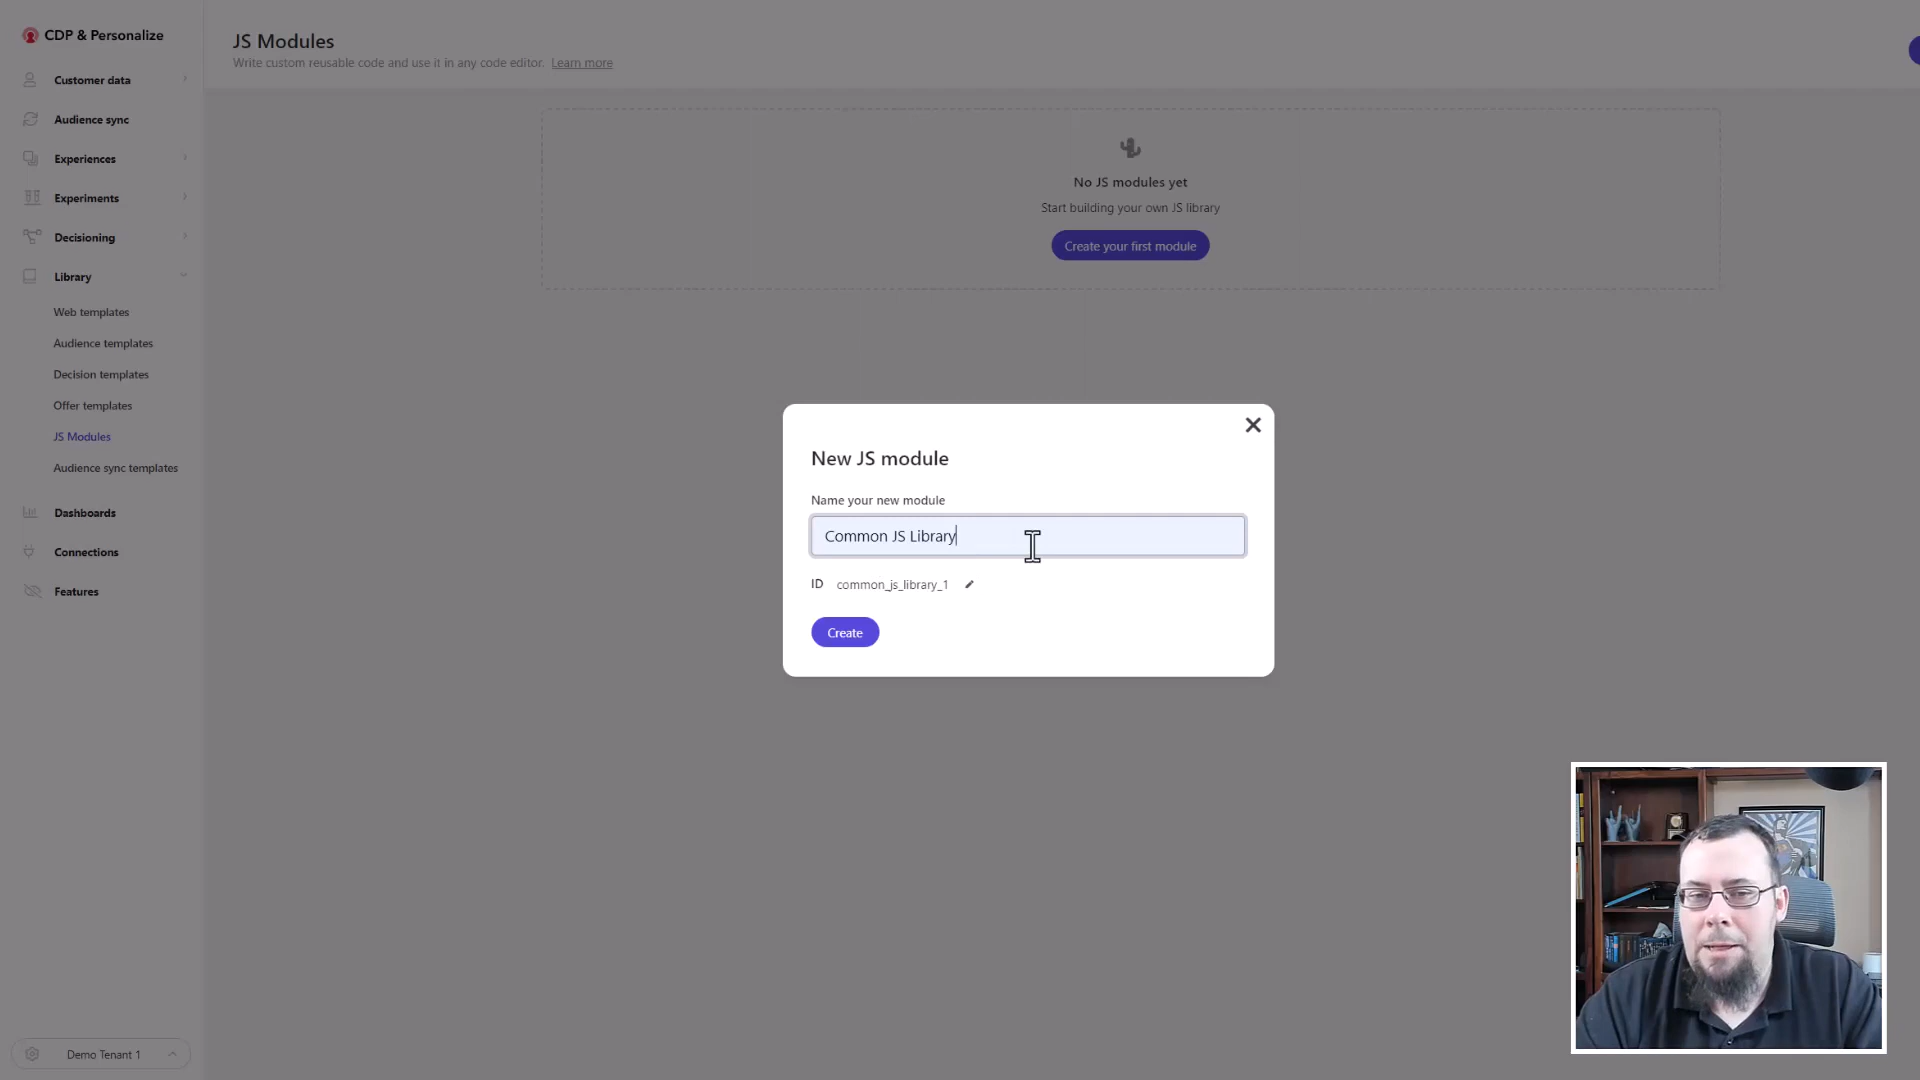 CDP & Personalize
Customer data
Audience sync
Experiences
Experiments
Decisioning
Library
Web templates
Audience templates
Decision templates
Offer templates
JS Modules
Audience sync templates
Dashboards
Connections
Features
Demo Tenant 1
JS Modules
Write custom reusable code and use it in any code editor. Learn more
No JS modules yet
Start building your own JS library
Create your first module
New JS module
Name your new module
Common JS Library
ID common_js_library_1
Create